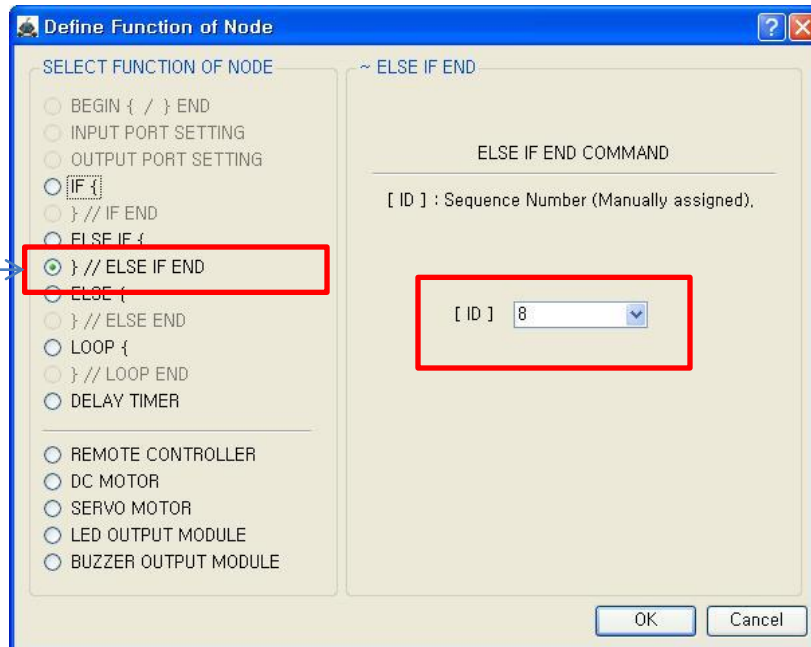 Define Function of Node
SELECT FUNCTION OF NODE
BEGIN { / } END
INPUT PORT SETTING
OUTPUT PORT SETTING
IF {
} // IF END
ELSE IF {
} // ELSE IF END
ELSE {
} // ELSE END
LOOP {
} // LOOP END
DELAY TIMER
REMOTE CONTROLLER
DC MOTOR
SERVO MOTOR
LED OUTPUT MODULE
BUZZER OUTPUT MODULE
~ ELSE IF END
ELSE IF END COMMAND
[ ID ] : Sequence Number (Manually assigned),
[ ID ] 8
OK Cancel